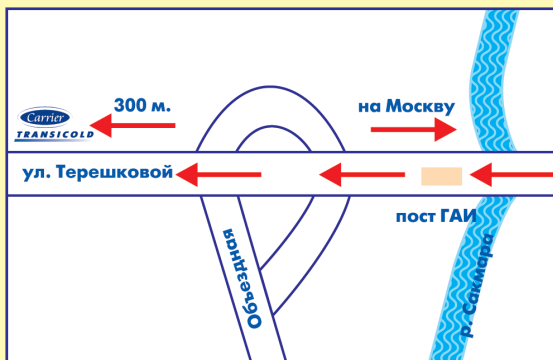 300 м.
на Москву
Carrier
TRANSICOLD
ул. Терешковой
пост ГАИ
Объездная
р. Сакмара